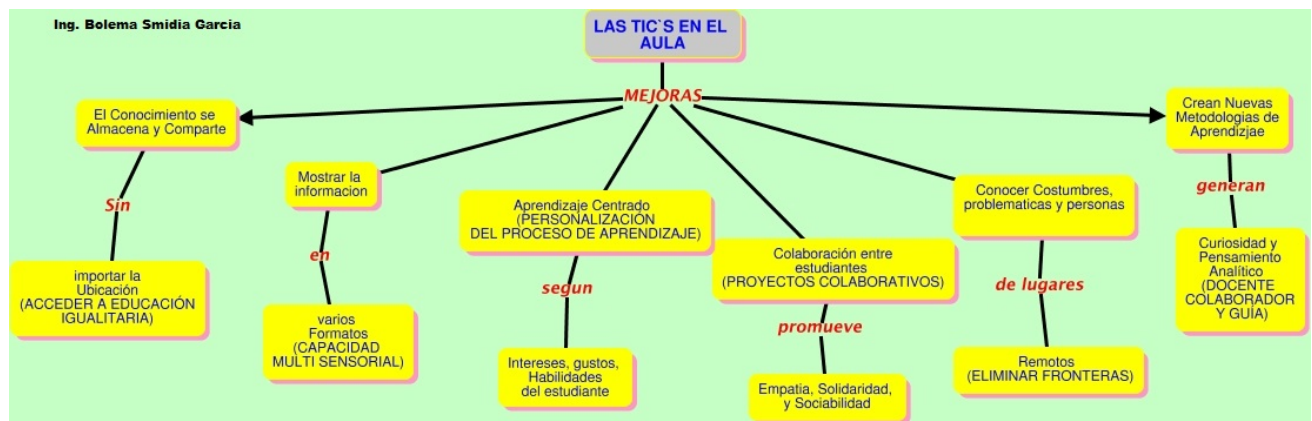 Ing. Bolema Smidia Garcia
LAS TIC`S EN EL
AULA
MEJORAS
El Conocimiento se
Almacena y Comparte
Sin
importar la
Ubicación
(ACCEDER A EDUCACIÓN
IGUALITARIA)
Mostrar la
informacion
en
varios
Formatos
(CAPACIDAD
MULTI SENSORIAL)
Aprendizaje Centrado
(PERSONALIZACIÓN
DEL PROCESO DE APRENDIZAJE)
segun
Intereses, gustos,
Habilidades
del estudiante
Colaboración entre
estudiantes
(PROYECTOS COLABORATIVOS)
promueve
Empatia, Solidaridad,
y Sociabilidad
Conocer Costumbres,
problematicas y personas
de lugares
Remotos
(ELIMINAR FRONTERAS)
Crean Nuevas
Metodologias de
Aprendizjae
generan
Curiosidad y
Pensamiento
Analítico
(DOCENTE
COLABORADOR
Y GUÍA)